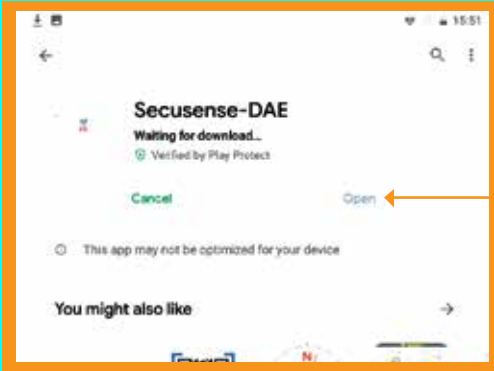 15:51
Secusense-DAE
Waiting for download...
Verified by Play Protect
Cancel Open
This app may not be optimized for your device
You might also like
N